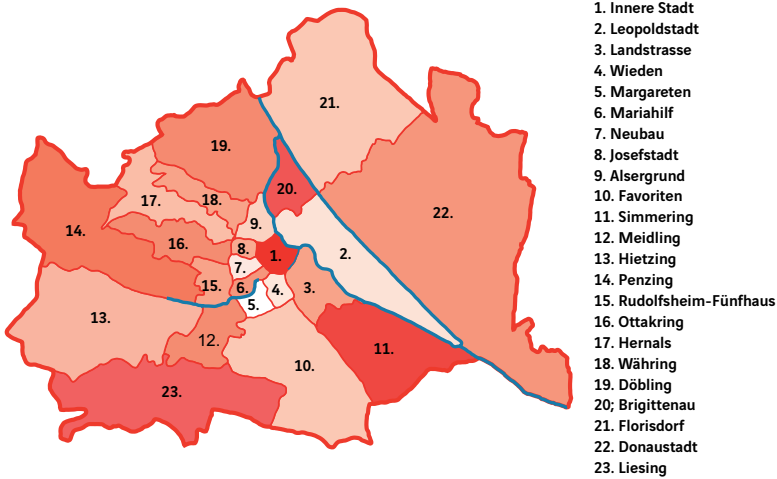 1. Innere Stadt
2. Leopoldstadt
3. Landstrasse
4. Wieden
5. Margareten
6. Mariahilf
7. Neubau
8. Josefstadt
9. Alsergrund
10. Favoriten
11. Simmering
12. Meidling
13. Hietzing
14. Penzing
15. Rudolfsheim-Fünfhaus
16. Ottakring
17. Hernals
18. Währing
19. Döbling
20; Brigittenau
21. Florisdorf
22. Donaustadt
23. Liesing
21.
19.
20.
17.
18.
22.
9.
14.
16.
8.
1.
2.
7.
15.
6.
4.
3.
5.
13.
12.
11.
10.
23.